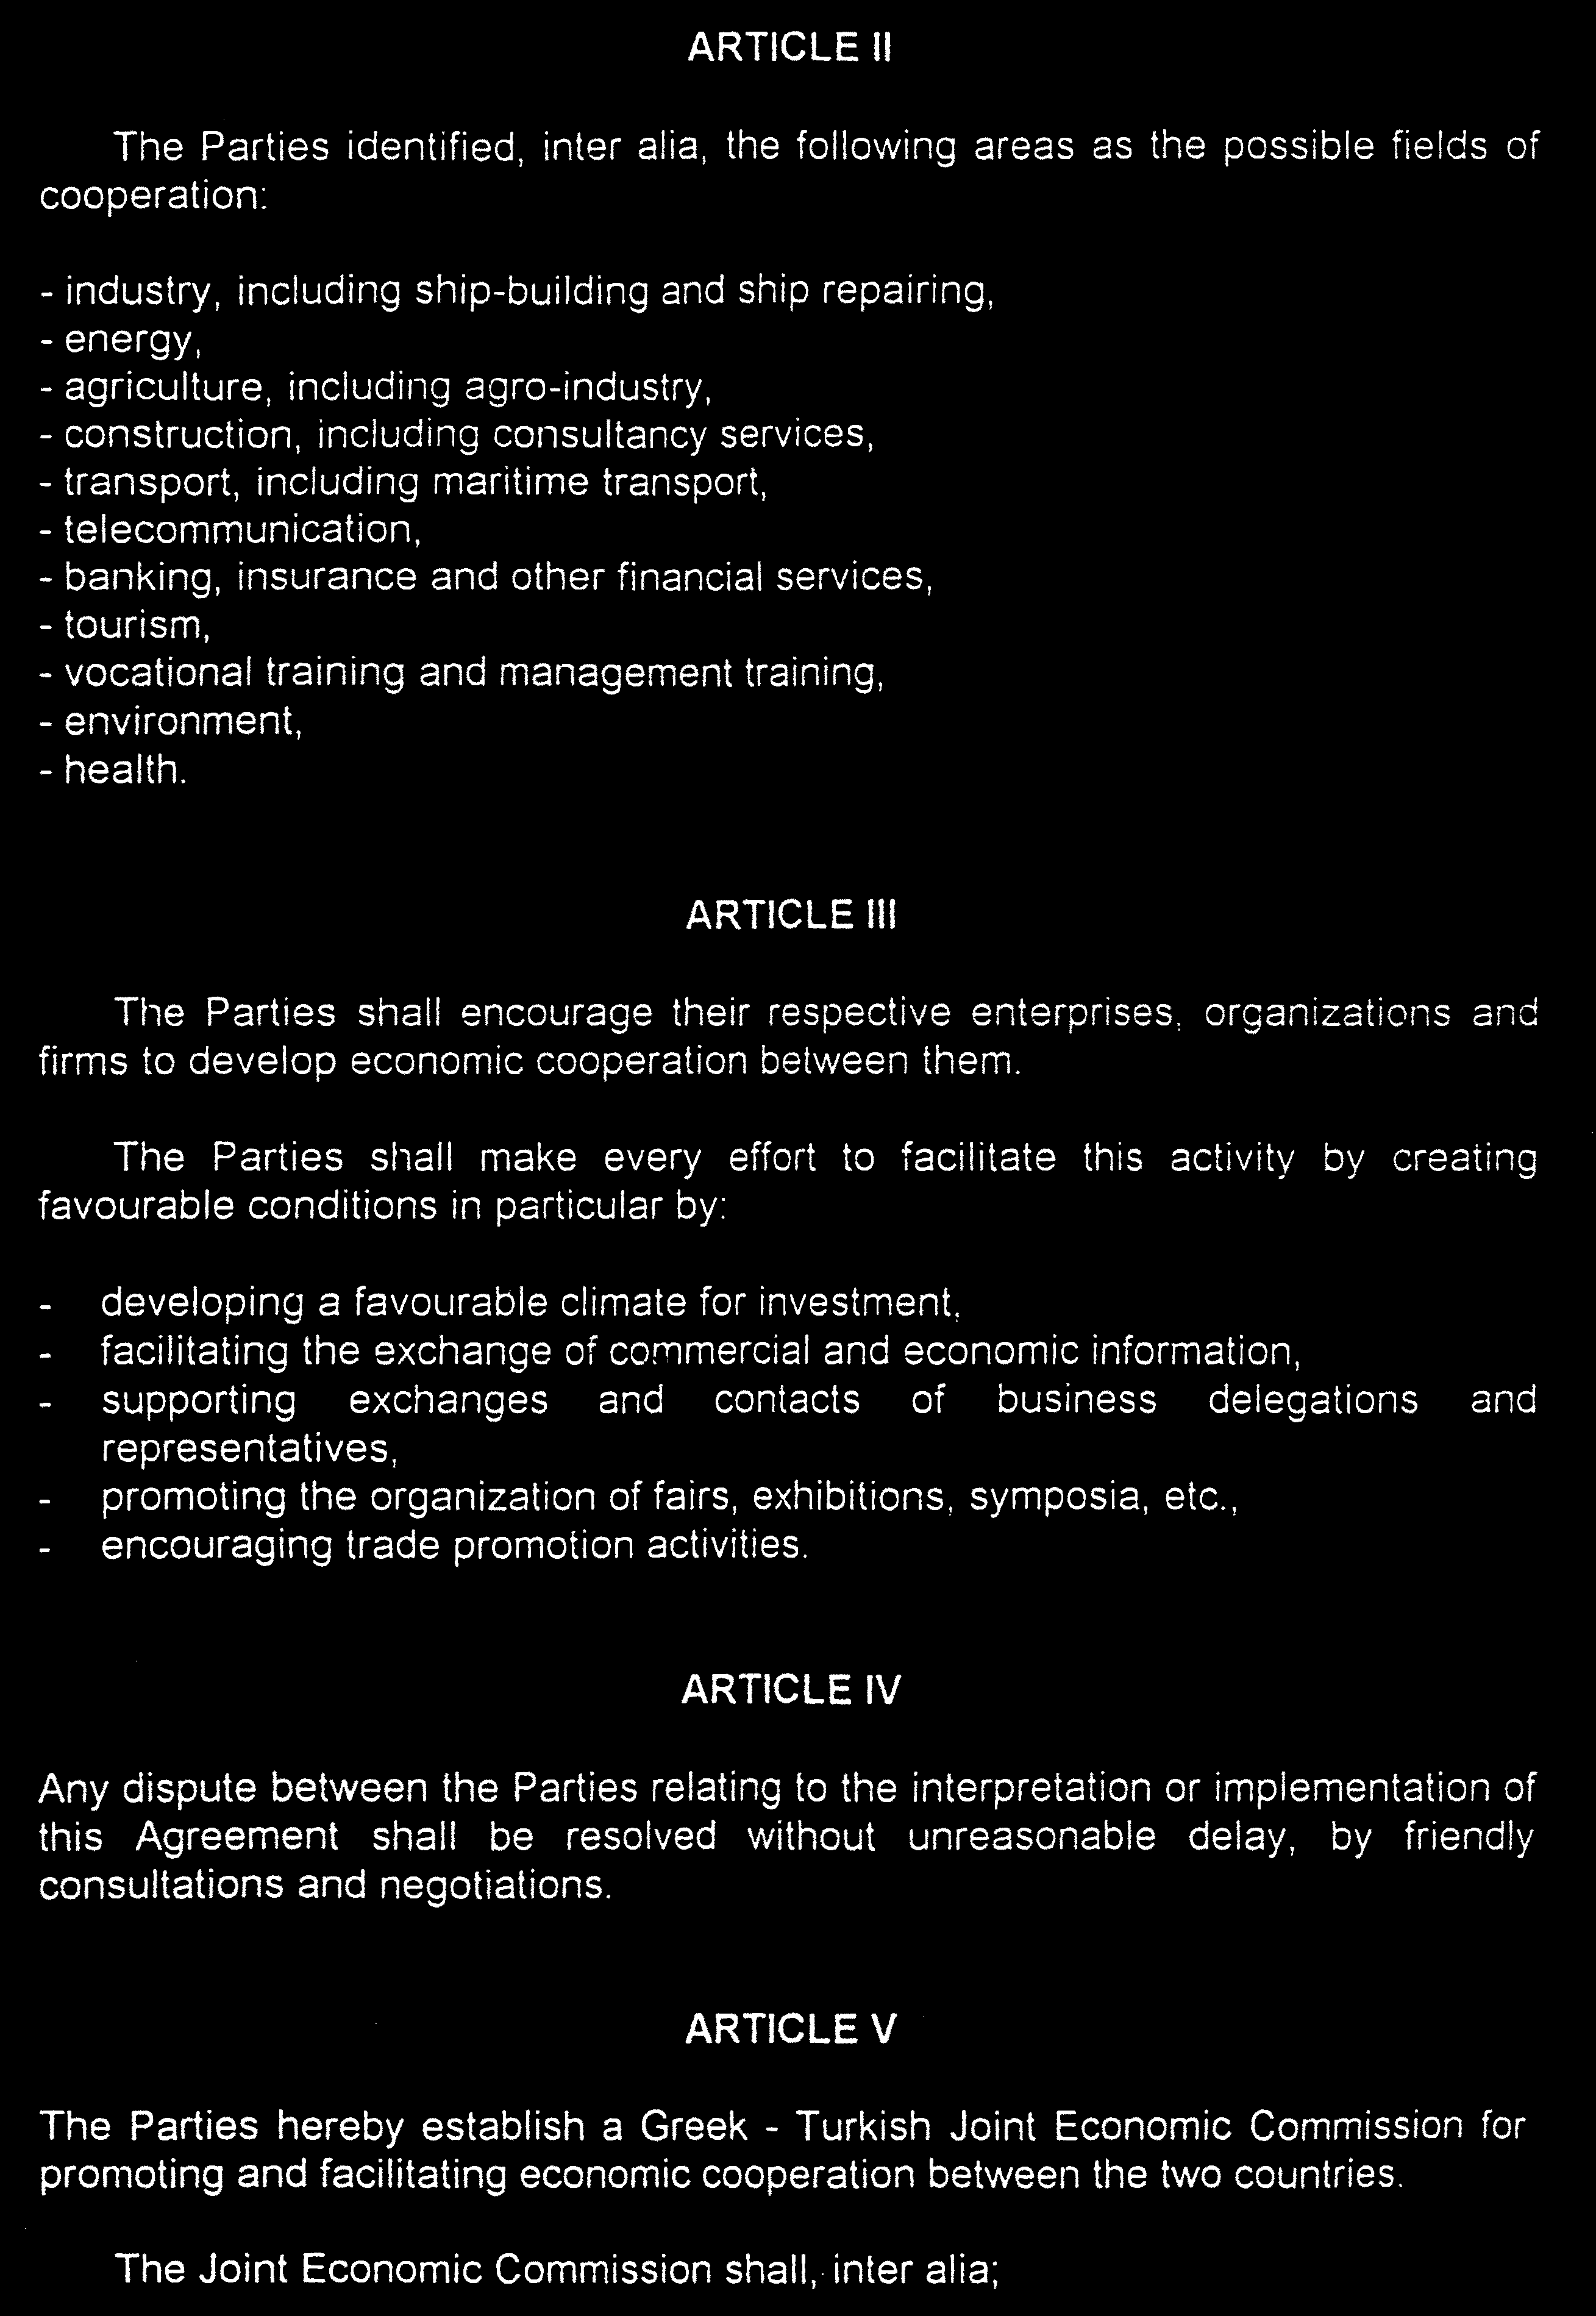 ARTICLE II
The Parties identified, inter alia, the following areas as the possible fields of
cooperation:
- industry, including ship-building and ship repairing,
- energy,
- agriculture, including agro-industry,
- construction, including consultancy services,
- transport, including maritime transport,
- telecommunication,
- banking, insurance and other financial services,
- tourism,
- vocational training and management training,
- environment,
- health.
ARTICLE III
The Parties shall encourage their respective enterprises, organizations and
firms to develop economic cooperation between them.
The Parties shall make every effort to facilitate this activity by creating
favourable conditions in particular by:
- developing a favourable climate for investment,
- facilitating the exchange of commercial and economic information,
- supporting exchanges and contacts of business delegations and
representatives,
- promoting the organization of fairs, exhibitions, symposia, etc.,
- encouraging trade promotion activities.
ARTICLE IV
Any dispute between the Parties relating to the interpretation or implementation of
this Agreement shall be resolved without unreasonable delay, by friendly
consultations and negotiations.
ARTICLE V
The Parties hereby establish a Greek - Turkish Joint Economic Commission for
promoting and facilitating economic cooperation between the two countries.
The Joint Economic Commission shall, inter alia;